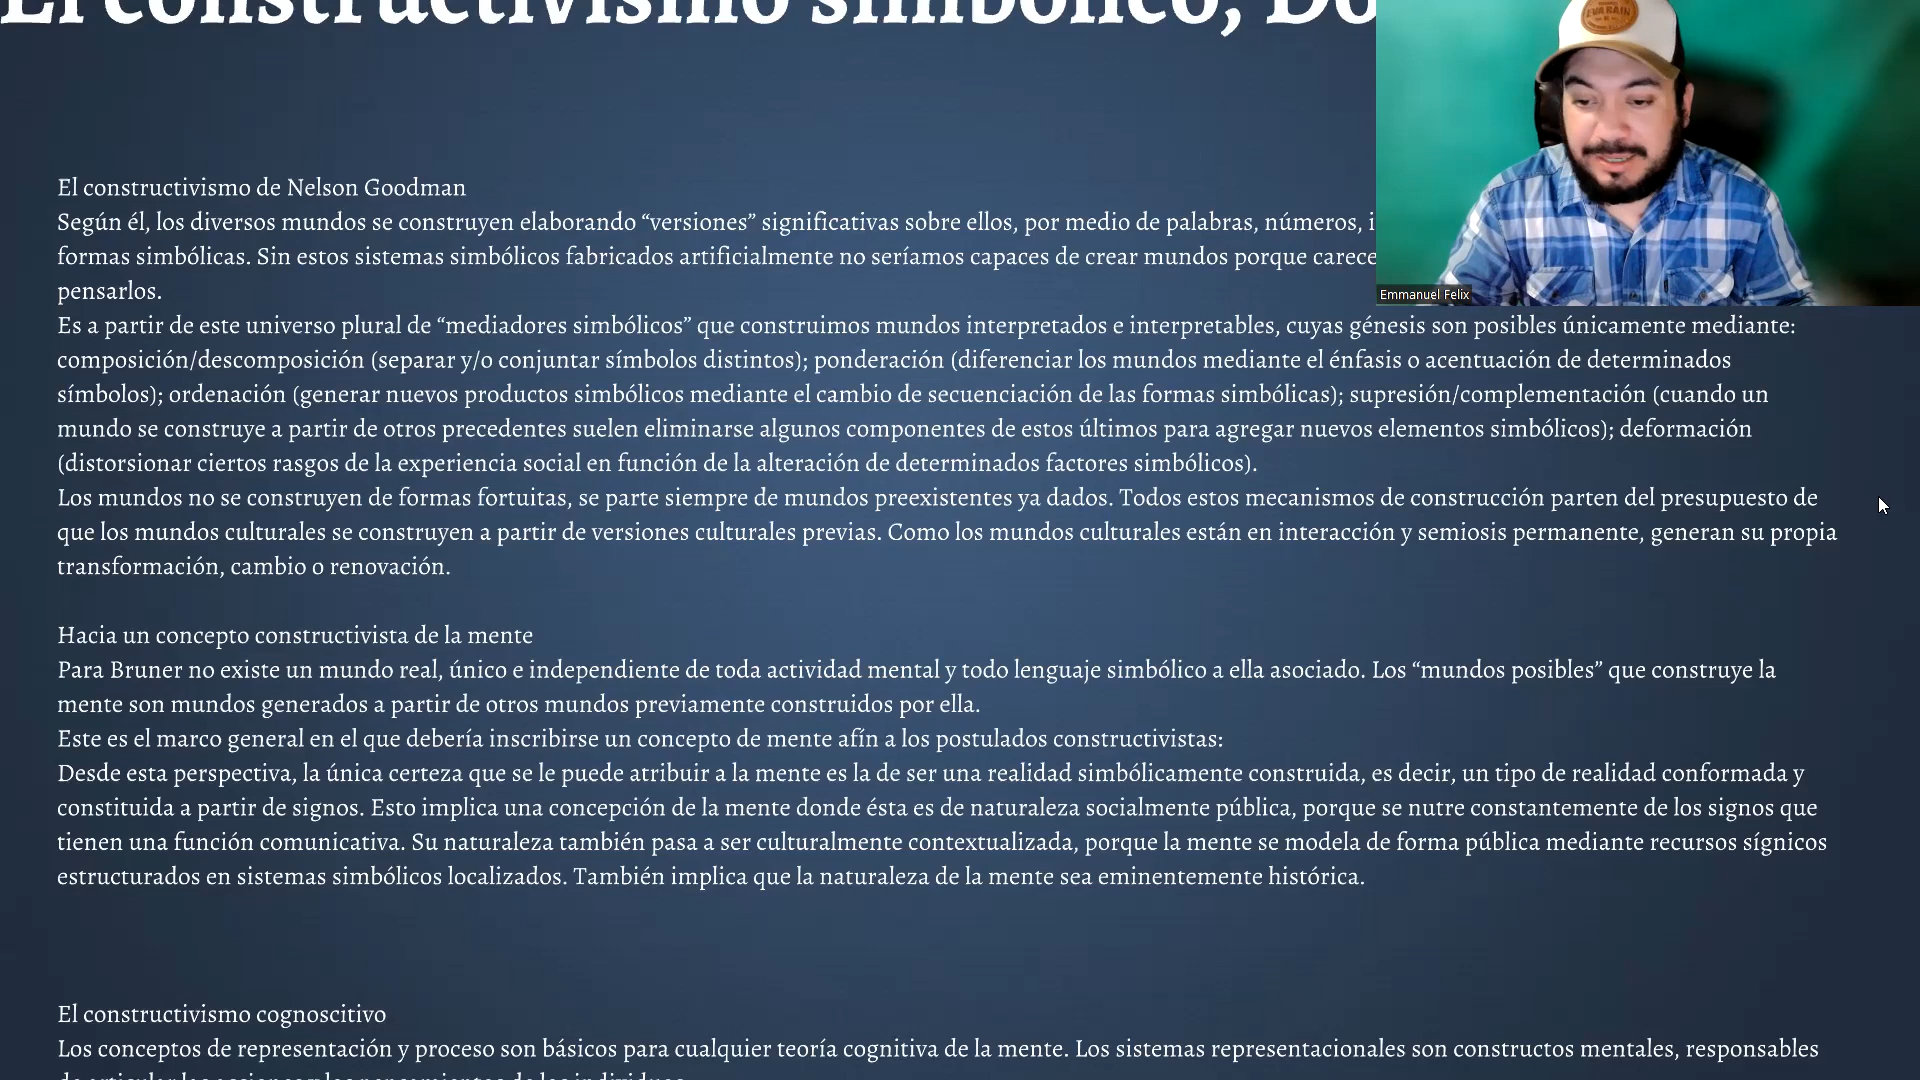 El constructivismo simbólico, Do
EVA RAIN
El constructivismo de Nelson Goodman
Según él, los diversos mundos se construyen elaborando “versiones” significativas sobre ellos, por medio de palabras, números, i
formas simbólicas. Sin estos sistemas simbólicos fabricados artificialmente no seríamos capaces de crear mundos porque carece
pensarlos.
Emmanuel Felix
Es a partir de este universo plural de “mediadores simbólicos” que construimos mundos interpretados e interpretables, cuyas génesis son posibles únicamente mediante:
composición/descomposición (separar y/o conjuntar símbolos distintos); ponderación (diferenciar los mundos mediante el énfasis o acentuación de determinados
símbolos); ordenación (generar nuevos productos simbólicos mediante el cambio de secuenciación de las formas simbólicas); supresión/complementación (cuando un
mundo se construye a partir de otros precedentes suelen eliminarse algunos componentes de estos últimos para agregar nuevos elementos simbólicos); deformación
(distorsionar ciertos rasgos de la experiencia social en función de la alteración de determinados factores simbólicos).
Los mundos no se construyen de formas fortuitas, se parte siempre de mundos preexistentes ya dados. Todos estos mecanismos de construcción parten del presupuesto de
que los mundos culturales se construyen a partir de versiones culturales previas. Como los mundos culturales están en interacción y semiosis permanente, generan su propia
transformación, cambio o renovación.
Hacia un concepto constructivista de la mente
Para Bruner no existe un mundo real, único e independiente de toda actividad mental y todo lenguaje simbólico a ella asociado. Los “mundos posibles” que construye la
mente son mundos generados a partir de otros mundos previamente construidos por ella.
Este es el marco general en el que debería inscribirse un concepto de mente afín a los postulados constructivistas:
Desde esta perspectiva, la única certeza que se le puede atribuir a la mente es la de ser una realidad simbólicamente construida, es decir, un tipo de realidad conformada y
constituida a partir de signos. Esto implica una concepción de la mente donde ésta es de naturaleza socialmente pública, porque se nutre constantemente de los signos que
tienen una función comunicativa. Su naturaleza también pasa a ser culturalmente contextualizada, porque la mente se modela de forma pública mediante recursos sígnicos
estructurados en sistemas simbólicos localizados. También implica que la naturaleza de la mente sea eminentemente histórica.
El constructivismo cognoscitivo
Los conceptos de representación y proceso son básicos para cualquier teoría cognitiva de la mente. Los sistemas representacionales son constructos mentales, responsables